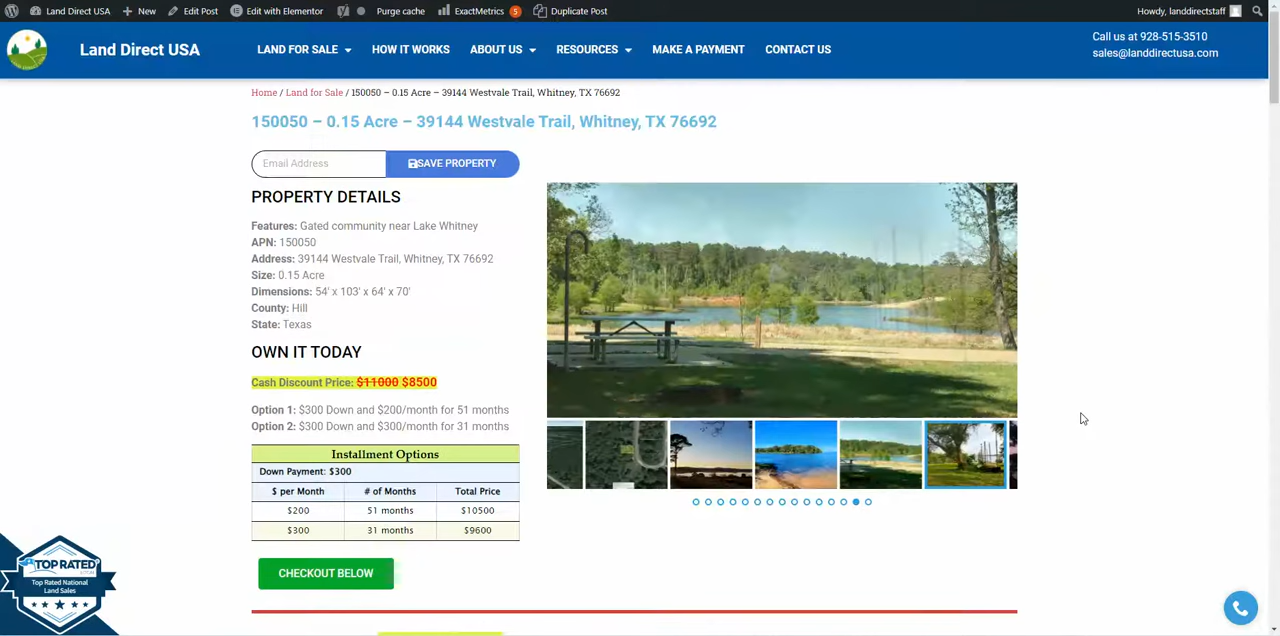 Land Direct USA New Edit Post Edit with Elementor Purge cache ExactMetrics 5 Duplicate Post Howdy, landdirectstaff
Land Direct USA LAND FOR SALE HOW IT WORKS ABOUT US RESOURCES MAKE A PAYMENT CONTACT US
Call us at 928-515-3510
sales@landdirectusa.com
Home / Land for Sale / 150050 – 0.15 Acre – 39144 Westvale Trail, Whitney, TX 76692
150050 – 0.15 Acre – 39144 Westvale Trail, Whitney, TX 76692
Email Address SAVE PROPERTY
PROPERTY DETAILS
Features: Gated community near Lake Whitney
APN: 150050
Address: 39144 Westvale Trail, Whitney, TX 76692
Size: 0.15 Acre
Dimensions: 54' x 103' x 64' x 70'
County: Hill
State: Texas
OWN IT TODAY
Cash Discount Price: $11000 $8500
Option 1: $300 Down and $200/month for 51 months
Option 2: $300 Down and $300/month for 31 months
Installment Options
Down Payment: $300
$ per Month # of Months Total Price
$200 51 months $10500
$300 31 months $9600
CHECKOUT BELOW
TOP RATED
Top Rated National
Land Sales